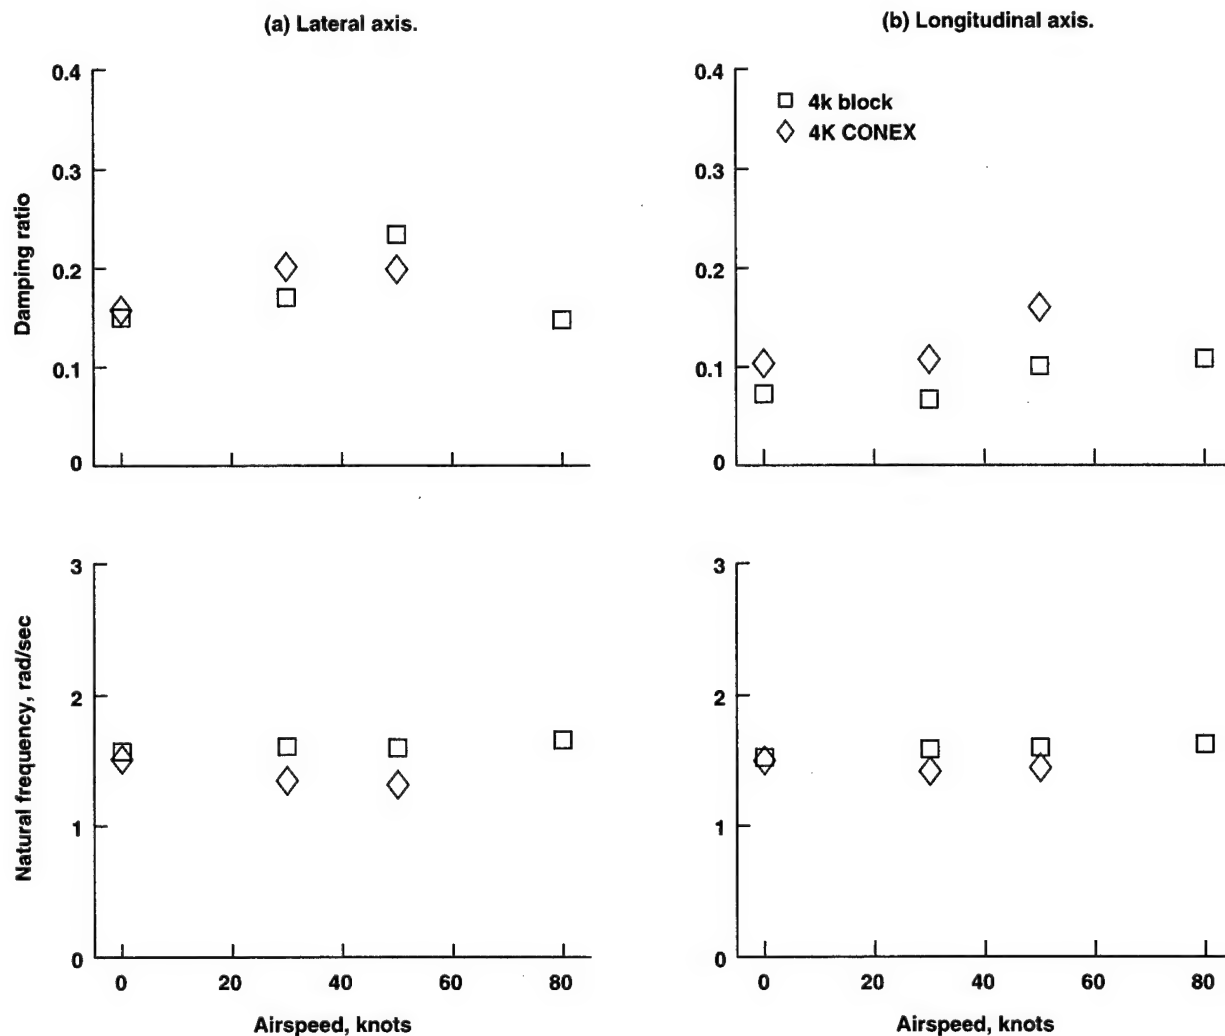 (a) Lateral axis.
(b) Longitudinal axis.
0.4
0.3
0.2
0.1
0
Damping ratio
0.4
0.3
0.2
0.1
0
4k block
4K CONEX
3
2
1
0
Natural frequency, rad/sec
0 20 40 60 80
Airspeed, knots
3
2
1
0
0 20 40 60 80
Airspeed, knots